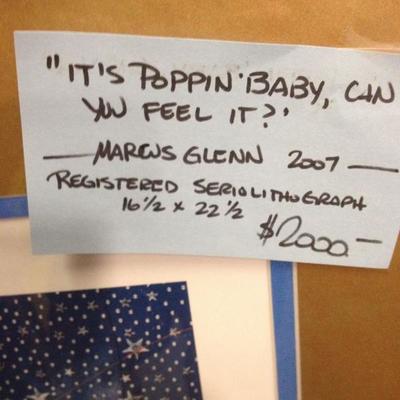 "IT'S POPPIN' BABY, CAN
YOU FEEL IT?'
— MARCUS GLENN 2007 —
REGISTERED SERIOLITHOGRAPH
16 1/2 x 22 1/2
$2000.—